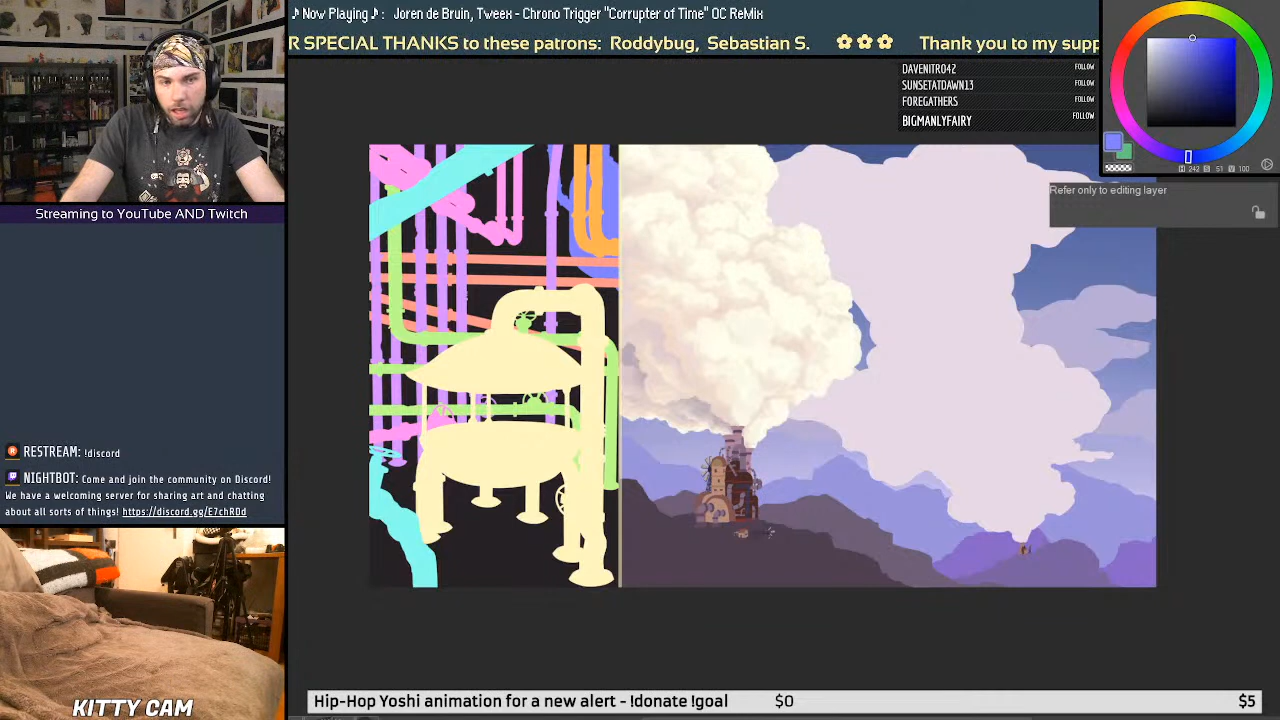 ♪ Now Playing ♪: Joren de Bruin, Tweex - Chrono Trigger "Corrupter of Time" OC ReMix
R SPECIAL THANKS to these patrons: Roddybug, Sebastian S. ✿ ✿ ✿ Thank you to my supp
DAVENITRO42 FOLLOW
SUNSETATDAWN13 FOLLOW
FOREGATHERS FOLLOW
BIGMANLYFAIRY FOLLOW
H 242 S 51 V 100
Refer only to editing layer
Streaming to YouTube AND Twitch
RESTREAM: !discord
NIGHTBOT: Come and join the community on Discord!
We have a welcoming server for sharing art and chatting
about all sorts of things! https://discord.gg/E7chRDd
KITTY CAM
Hip-Hop Yoshi animation for a new alert - !donate !goal $0 $5